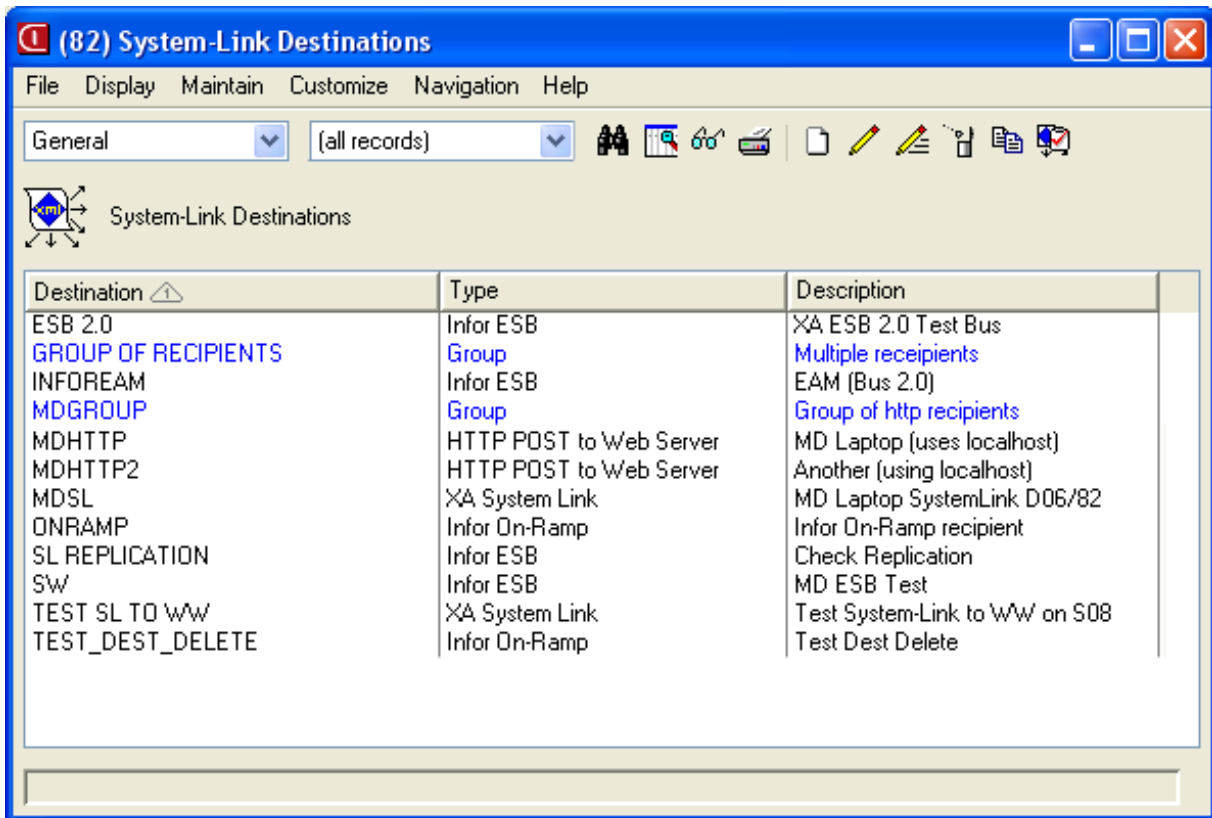 (82) System-Link Destinations
File Display Maintain Customize Navigation Help
General (all records)
xml
System-Link Destinations
Destination 1 Type Description
ESB 2.0 Infor ESB XA ESB 2.0 Test Bus
GROUP OF RECIPIENTS Group Multiple receipients
INFOREAM Infor ESB EAM (Bus 2.0)
MDGROUP Group Group of http recipients
MDHTTP HTTP POST to Web Server MD Laptop (uses localhost)
MDHTTP2 HTTP POST to Web Server Another (using localhost)
MDSL XA System Link MD Laptop SystemLink D06/82
ONRAMP Infor On-Ramp Infor On-Ramp recipient
SL REPLICATION Infor ESB Check Replication
SW Infor ESB MD ESB Test
TEST SL TO WW XA System Link Test System-Link to WW on S08
TEST_DEST_DELETE Infor On-Ramp Test Dest Delete